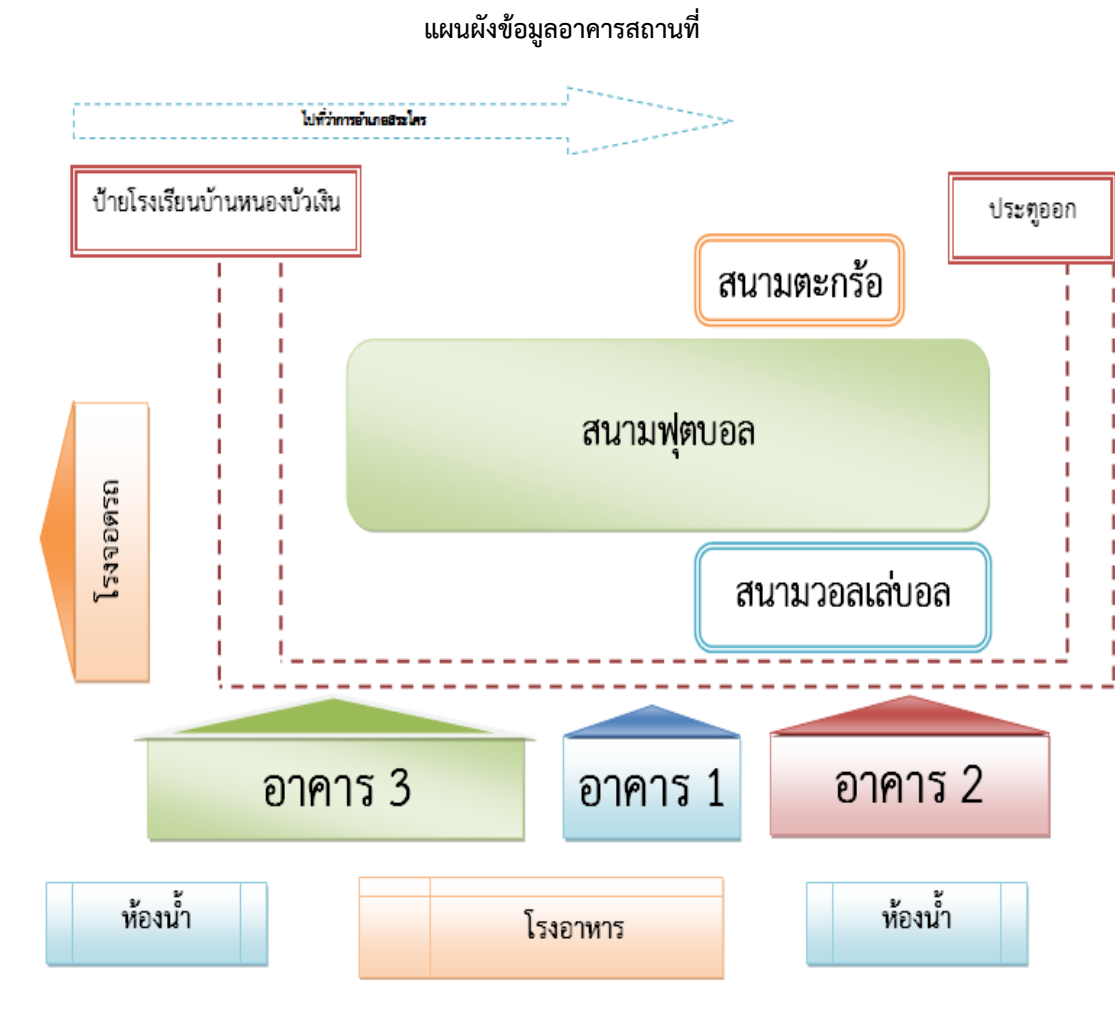 แผนผังข้อมูลอาคารสถานที่
ไปที่ว่าการอำเภอสระใคร
ป้ายโรงเรียนบ้านหนองบัวเงิน
ประตูออก
สนามตะกร้อ
สนามฟุตบอล
โรงจอดรถ
สนามวอลเล่บอล
อาคาร 3
อาคาร 1
อาคาร 2
ห้องน้ำ
โรงอาหาร
ห้องน้ำ